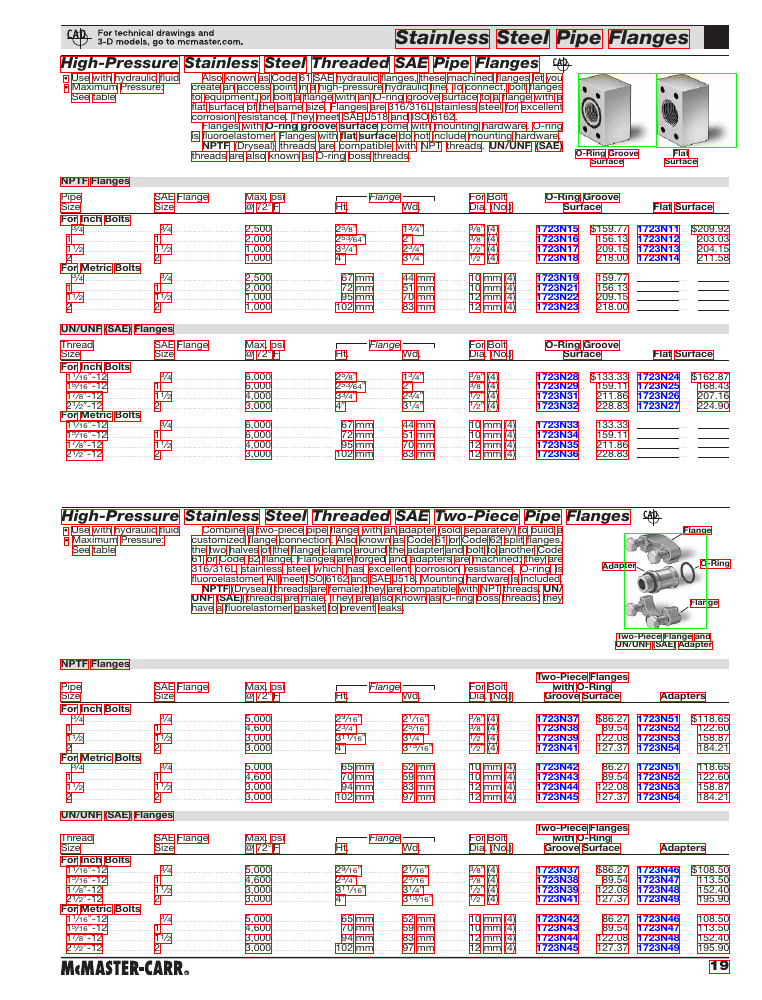 For technical drawings and
3-D models, go to mcmaster.com.
Stainless Steel Pipe Flanges
High-Pressure Stainless Steel Threaded SAE Pipe Flanges
• Use with hydraulic fluid
• Maximum Pressure:
See table
Also known as Code 61 SAE hydraulic flanges, these machined flanges let you
create an access point in a high-pressure hydraulic line. To connect, bolt flanges
to equipment, or bolt a flange with an O-ring groove surface to a flange with a
flat surface of the same size. Flanges are 316/316L stainless steel for excellent
corrosion resistance. They meet SAE J518 and ISO 6162.
Flanges with O-ring groove surface come with mounting hardware. O-ring
is fluoroelastomer. Flanges with flat surface do not include mounting hardware.
NPTF (Dryseal) threads are compatible with NPT threads. UN/UNF (SAE)
threads are also known as O-ring boss threads.
O-Ring Groove
Surface
Flat
Surface
NPTF Flanges
Pipe Size SAE Flange Size Max. psi @ 72° F Flange Ht. Wd. For Bolt Dia. (No.) O-Ring Groove Surface Flat Surface
For Inch Bolts
3/4 3/4 2,500 2 5/8" 1 3/4" 3/8" (4) 1723N15 $159.77 1723N11 $209.92
1 1 2,000 2 53/64" 2" 3/8" (4) 1723N16 156.13 1723N12 203.03
1 1/2 1 1/2 1,000 3 3/4" 2 3/4" 1/2" (4) 1723N17 209.15 1723N13 204.15
2 2 1,000 4" 3 1/4" 1/2" (4) 1723N18 218.00 1723N14 211.58
For Metric Bolts
3/4 3/4 2,500 67 mm 44 mm 10 mm (4) 1723N19 159.77
1 1 2,000 72 mm 51 mm 10 mm (4) 1723N21 156.13
1 1/2 1 1/2 1,000 95 mm 70 mm 12 mm (4) 1723N22 209.15
2 2 1,000 102 mm 83 mm 12 mm (4) 1723N23 218.00
UN/UNF (SAE) Flanges
Thread Size SAE Flange Size Max. psi @ 72° F Flange Ht. Wd. For Bolt Dia. (No.) O-Ring Groove Surface Flat Surface
For Inch Bolts
1 1/16"-12 3/4 6,000 2 5/8" 1 3/4" 3/8" (4) 1723N28 $133.33 1723N24 $162.87
1 5/16"-12 1 6,000 2 53/64" 2" 3/8" (4) 1723N29 159.11 1723N25 168.43
1 7/8"-12 1 1/2 4,000 3 3/4" 2 3/4" 1/2" (4) 1723N31 211.86 1723N26 207.16
2 1/2"-12 2 3,000 4" 3 1/4" 1/2" (4) 1723N32 228.83 1723N27 224.90
For Metric Bolts
1 1/16"-12 3/4 6,000 67 mm 44 mm 10 mm (4) 1723N33 133.33
1 5/16"-12 1 6,000 72 mm 51 mm 10 mm (4) 1723N34 159.11
1 7/8"-12 1 1/2 4,000 95 mm 70 mm 12 mm (4) 1723N35 211.86
2 1/2"-12 2 3,000 102 mm 83 mm 12 mm (4) 1723N36 228.83
High-Pressure Stainless Steel Threaded SAE Two-Piece Pipe Flanges
• Use with hydraulic fluid
• Maximum Pressure:
See table
Combine a two-piece pipe flange with an adapter (sold separately) to build a
customized flange connection. Also known as Code 61 or Code 62 split flanges,
the two halves of the flange clamp around the adapter and bolt to another Code
61 or Code 62 flange. Flanges are forged and adapters are machined; they are
316/316L stainless steel which has excellent corrosion resistance. O-ring is
fluoroelastomer. All meet ISO 6162 and SAE J518. Mounting hardware is included.
NPTF (Dryseal) threads are female; they are compatible with NPT threads. UN/
UNF (SAE) threads are male. They are also known as O-ring boss threads; they
have a fluorelastomer gasket to prevent leaks.
Flange
Adapter
O-Ring
Flange
Two-Piece Flange and
UN/UNF (SAE) Adapter
NPTF Flanges
Pipe Size SAE Flange Size Max. psi @ 72° F Flange Ht. Wd. For Bolt Dia. (No.) Two-Piece Flanges with O-Ring Groove Surface Adapters
For Inch Bolts
3/4 3/4 5,000 2 9/16" 2 1/16" 3/8" (4) 1723N37 $86.27 1723N51 $118.65
1 1 4,600 2 3/4" 2 5/16" 3/8" (4) 1723N38 89.54 1723N52 122.60
1 1/2 1 1/2 3,000 3 11/16" 3 1/4" 1/2" (4) 1723N39 122.08 1723N53 158.87
2 2 3,000 4" 3 13/16" 1/2" (4) 1723N41 127.37 1723N54 184.21
For Metric Bolts
3/4 3/4 5,000 65 mm 52 mm 10 mm (4) 1723N42 86.27 1723N51 118.65
1 1 4,600 70 mm 59 mm 10 mm (4) 1723N43 89.54 1723N52 122.60
1 1/2 1 1/2 3,000 94 mm 83 mm 12 mm (4) 1723N44 122.08 1723N53 158.87
2 2 3,000 102 mm 97 mm 12 mm (4) 1723N45 127.37 1723N54 184.21
UN/UNF (SAE) Flanges
Thread Size SAE Flange Size Max. psi @ 72° F Flange Ht. Wd. For Bolt Dia. (No.) Two-Piece Flanges with O-Ring Groove Surface Adapters
For Inch Bolts
1 1/16"-12 3/4 5,000 2 9/16" 2 1/16" 3/8" (4) 1723N37 $86.27 1723N46 $108.50
1 5/16"-12 1 4,600 2 3/4" 2 5/16" 3/8" (4) 1723N38 89.54 1723N47 113.50
1 7/8"-12 1 1/2 3,000 3 11/16" 3 1/4" 1/2" (4) 1723N39 122.08 1723N48 152.40
2 1/2"-12 2 3,000 4" 3 13/16" 1/2" (4) 1723N41 127.37 1723N49 195.90
For Metric Bolts
1 1/16"-12 3/4 5,000 65 mm 52 mm 10 mm (4) 1723N42 86.27 1723N46 108.50
1 5/16"-12 1 4,600 70 mm 59 mm 10 mm (4) 1723N43 89.54 1723N47 113.50
1 7/8"-12 1 1/2 3,000 94 mm 83 mm 12 mm (4) 1723N44 122.08 1723N48 152.40
2 1/2"-12 2 3,000 102 mm 97 mm 12 mm (4) 1723N45 127.37 1723N49 195.90
McMASTER-CARR®
19